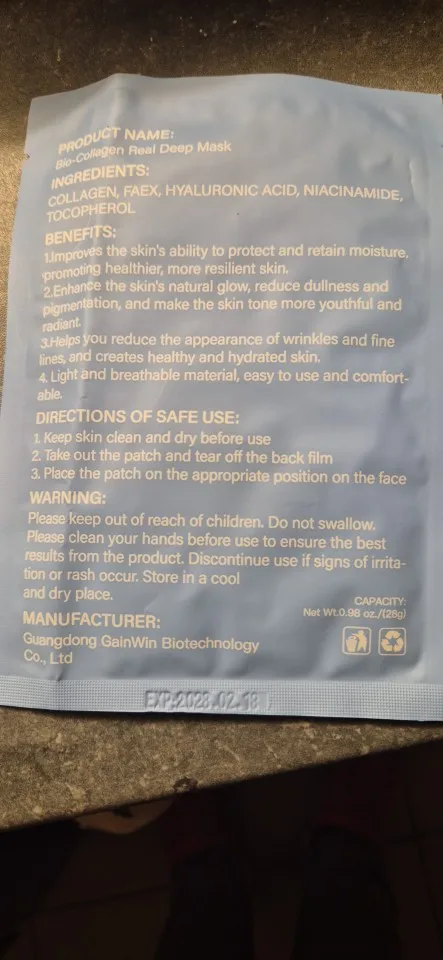 PRODUCT NAME:
Bio-Collagen Real Deep Mask
INGREDIENTS:
COLLAGEN, FAEX, HYALURONIC ACID, NIACINAMIDE,
TOCOPHEROL
BENEFITS:
1.Improves the skin's ability to protect and retain moisture,
promoting healthier, more resilient skin.
2.Enhance the skin's natural glow, reduce dullness and
pigmentation, and make the skin tone more youthful and
radiant.
3.Helps you reduce the appearance of wrinkles and fine
lines, and creates healthy and hydrated skin.
4. Light and breathable material, easy to use and comfort-
able.
DIRECTIONS OF SAFE USE:
1. Keep skin clean and dry before use
2. Take out the patch and tear off the back film
3. Place the patch on the appropriate position on the face
WARNING:
Please keep out of reach of children. Do not swallow.
Please clean your hands before use to ensure the best
results from the product. Discontinue use if signs of irrita-
tion or rash occur. Store in a cool
and dry place.
CAPACITY:
Net Wt.0.98 oz./(28g)
MANUFACTURER:
Guangdong GainWin Biotechnology
Co., Ltd
EXP:2028.02.18